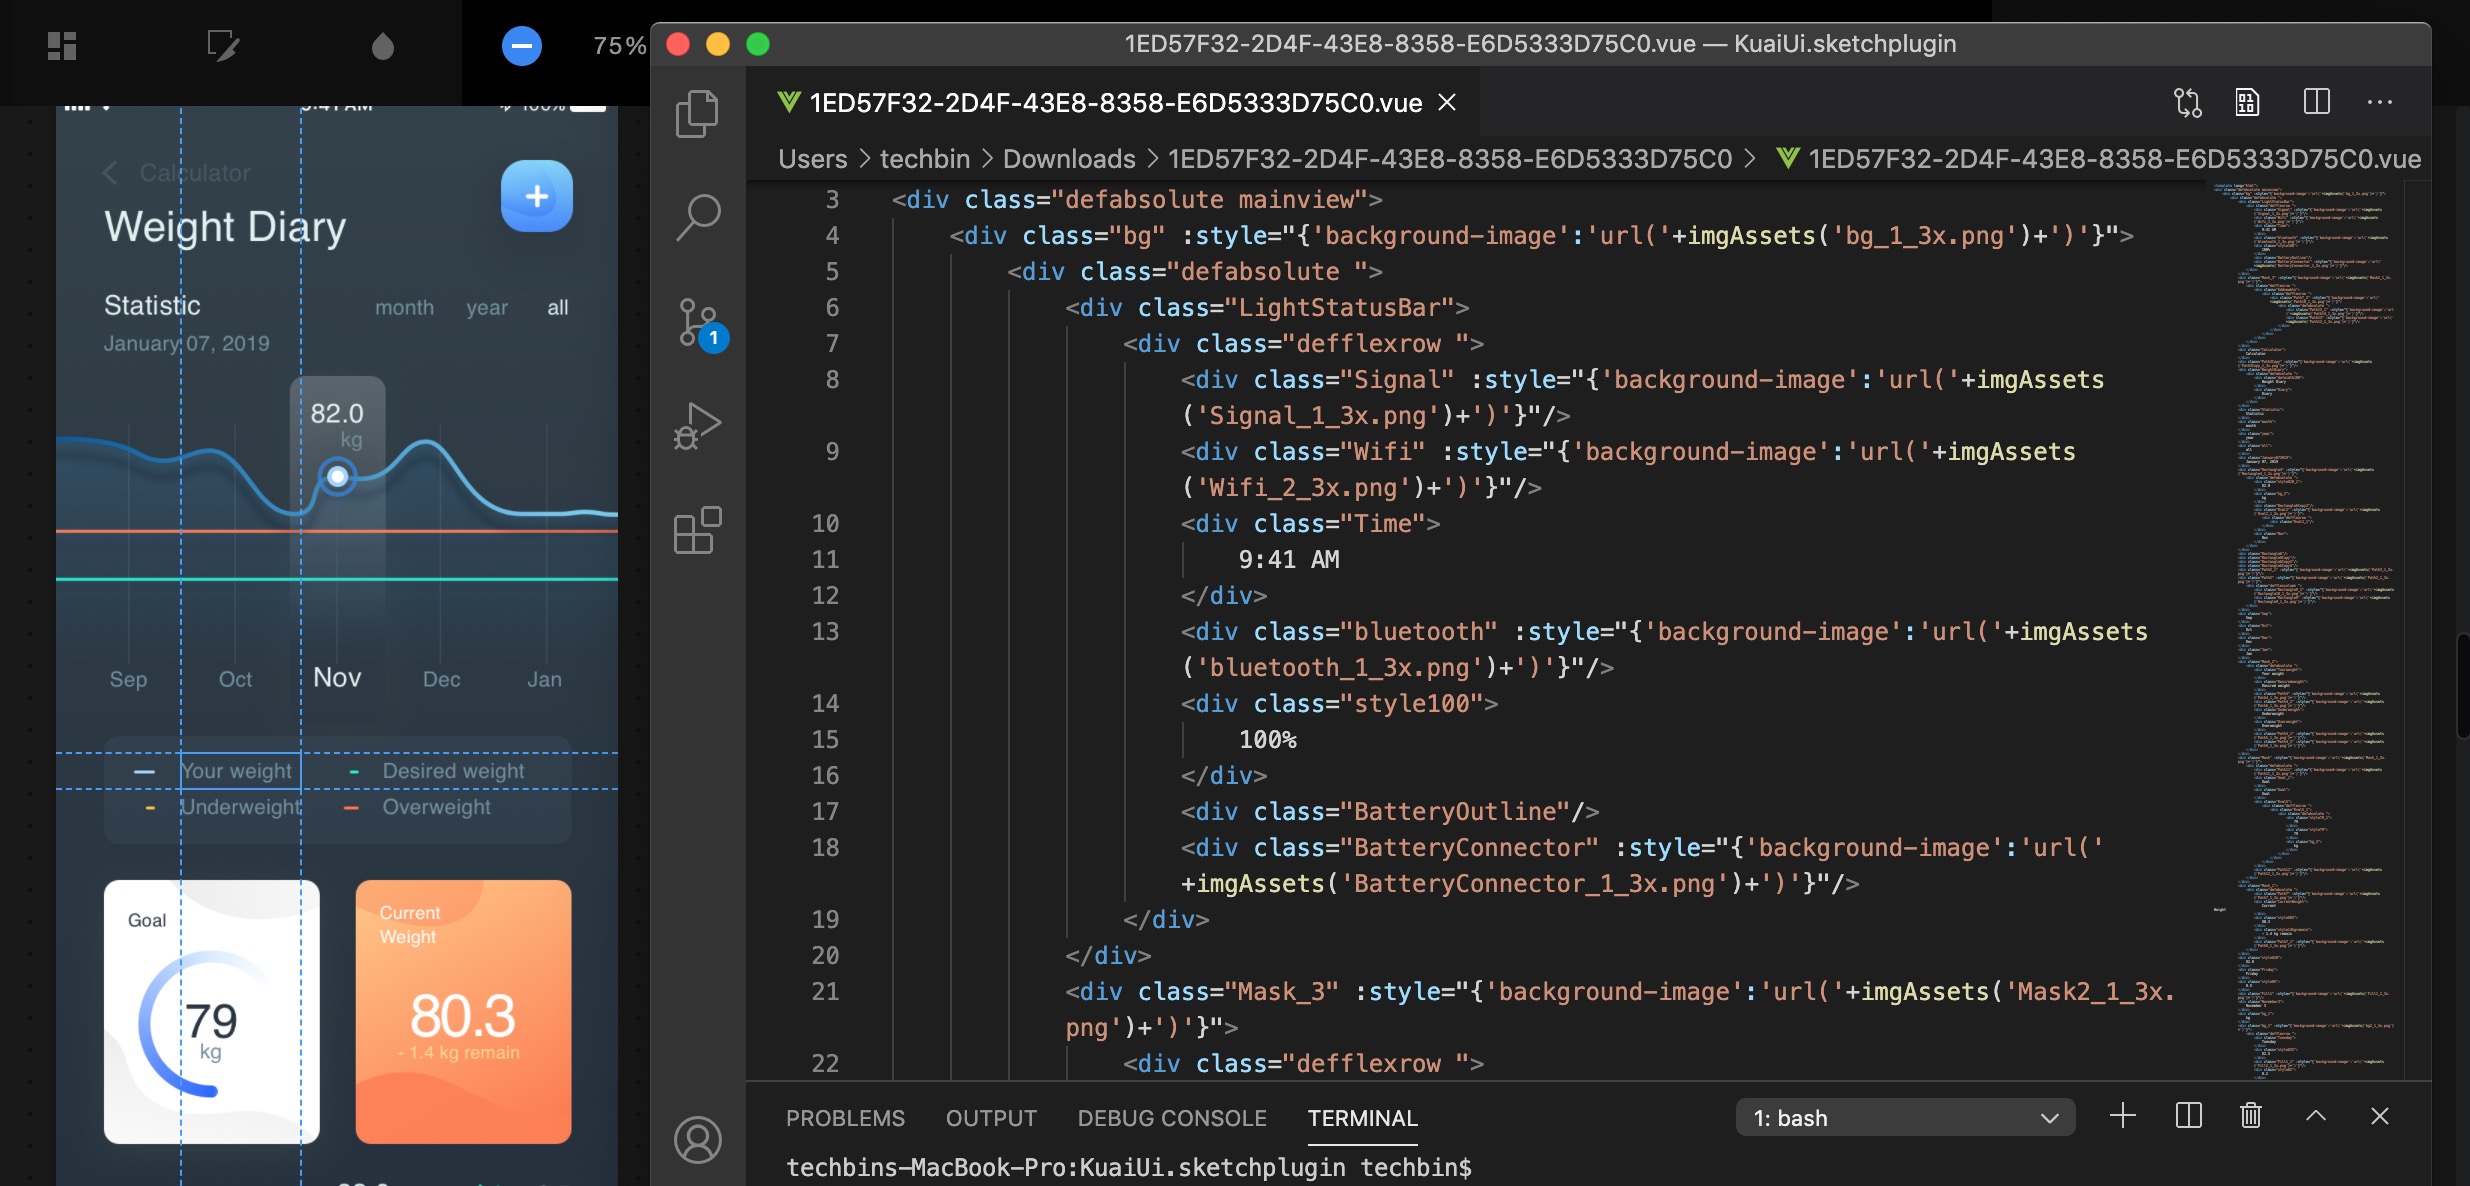 75%
1ED57F32-2D4F-43E8-8358-E6D5333D75C0.vue — KuaiUi.sketchplugin
1ED57F32-2D4F-43E8-8358-E6D5333D75C0.vue
Users > techbin > Downloads > 1ED57F32-2D4F-43E8-8358-E6D5333D75C0 > 1ED57F32-2D4F-43E8-8358-E6D5333D75C0.vue
9:41 AM
100%
Calculator
Weight Diary
Statistic
month year all
January 07, 2019
82.0
kg
Sep Oct Nov Dec Jan
Your weight Desired weight
Underweight Overweight
Goal
79
kg
Current
Weight
80.3
- 1.4 kg remain
1
3 <div class="defabsolute mainview">
4 <div class="bg" :style="{'background-image':'url('+imgAssets('bg_1_3x.png')+')'}">
5 <div class="defabsolute ">
6 <div class="LightStatusBar">
7 <div class="defflexrow ">
8 <div class="Signal" :style="{'background-image':'url('+imgAssets
('Signal_1_3x.png')+')'}"/>
9 <div class="Wifi" :style="{'background-image':'url('+imgAssets
('Wifi_2_3x.png')+')'}"/>
10 <div class="Time">
11 9:41 AM
12 </div>
13 <div class="bluetooth" :style="{'background-image':'url('+imgAssets
('bluetooth_1_3x.png')+')'}"/>
14 <div class="style100">
15 100%
16 </div>
17 <div class="BatteryOutline"/>
18 <div class="BatteryConnector" :style="{'background-image':'url('
+imgAssets('BatteryConnector_1_3x.png')+')'}"/>
19 </div>
20 </div>
21 <div class="Mask_3" :style="{'background-image':'url('+imgAssets('Mask2_1_3x.
png')+')'}">
22 <div class="defflexrow ">
PROBLEMS OUTPUT DEBUG CONSOLE TERMINAL
1: bash
techbins-MacBook-Pro:KuaiUi.sketchplugin techbin$